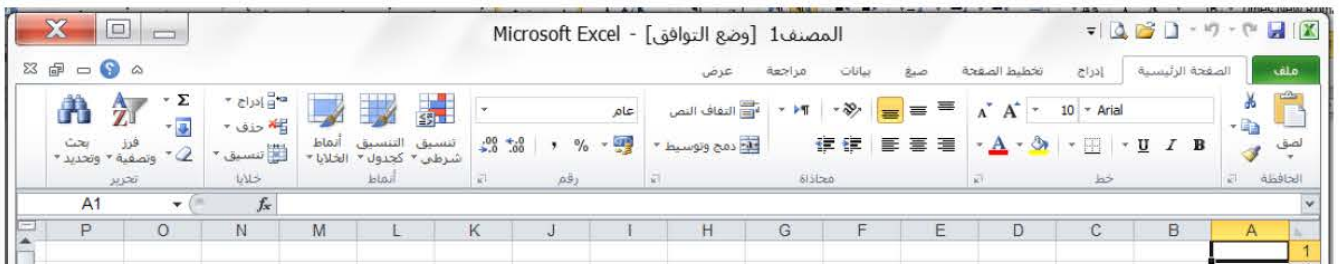 المصنف1 [وضع التوافق] - Microsoft Excel
ملف الصفحة الرئيسية إدراج تخطيط الصفحة صيغ بيانات مراجعة عرض
لصق
Arial 10
B I U
التفاف النص
دمج وتوسيط
عام
%
تنسيق شرطي
التنسيق كجدول
أنماط الخلايا
إدراج
حذف
تنسيق
Σ
فرز وتصفية
بحث وتحديد
الحافظة خط محاذاة رقم أنماط خلايا تحرير
A1 fx
A B C D E F G H I J K L M N O P
1